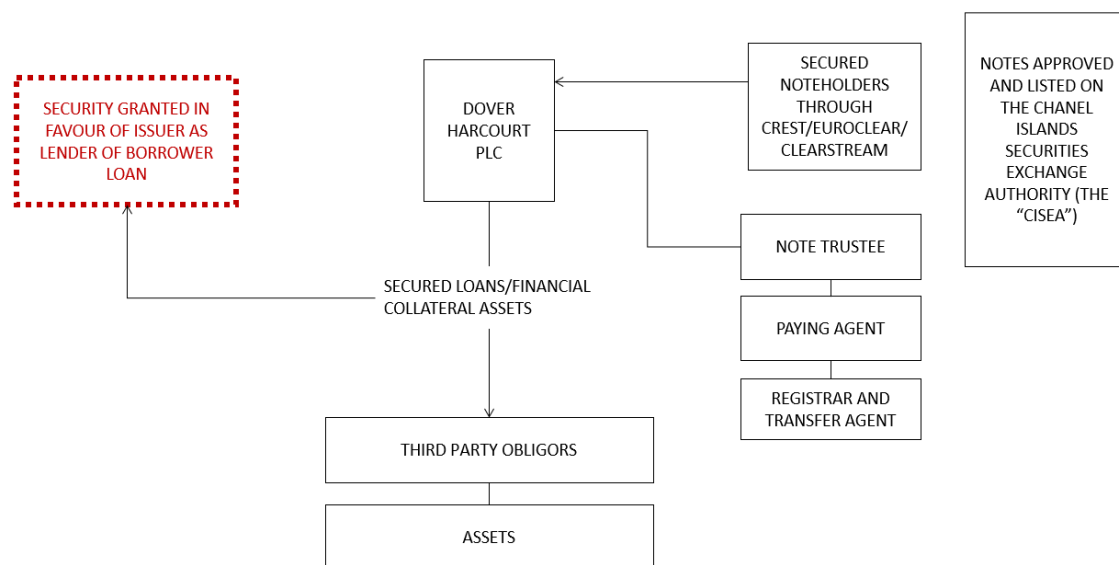 SECURITY GRANTED IN
FAVOUR OF ISSUER AS
LENDER OF BORROWER
LOAN
DOVER
HARCOURT
PLC
SECURED
NOTEHOLDERS
THROUGH
CREST/EUROCLEAR/
CLEARSTREAM
NOTES APPROVED
AND LISTED ON
THE CHANEL
ISLANDS
SECURITIES
EXCHANGE
AUTHORITY (THE
“CISEA”)
NOTE TRUSTEE
SECURED LOANS/FINANCIAL
COLLATERAL ASSETS
PAYING AGENT
REGISTRAR AND
TRANSFER AGENT
THIRD PARTY OBLIGORS
ASSETS